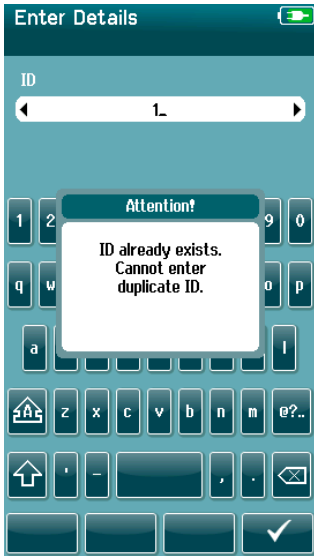 Enter Details
ID
1_
Attention!
ID already exists.
Cannot enter
duplicate ID.
1 2 9 0
q w o p
a l
A z x c v b n m @?..
' - , .